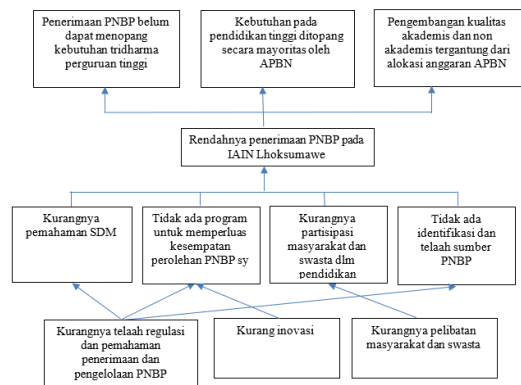 Penerimaan PNBP belum
dapat menopang
kebutuhan tridharma
perguruan tinggi
Kebutuhan pada
pendidikan tinggi ditopang
secara mayoritas oleh
APBN
Pengembangan kualitas
akademis dan non
akademis tergantung dari
alokasi anggaran APBN
Rendahnya penerimaan PNBP pada
IAIN Lhoksumawe
Kurangnya
pemahaman SDM
Tidak ada program
untuk memperluas
kesempatan
perolehan PNBP sy
Kurangnya
partisipasi
masyarakat dan
swasta dlm
pendidikan
Tidak ada
identifikasi dan
telaah sumber
PNBP
Kurangnya telaah regulasi
dan pemahaman
penerimaan dan
pengelolaan PNBP
Kurang inovasi
Kurangnya pelibatan
masyarakat dan swasta